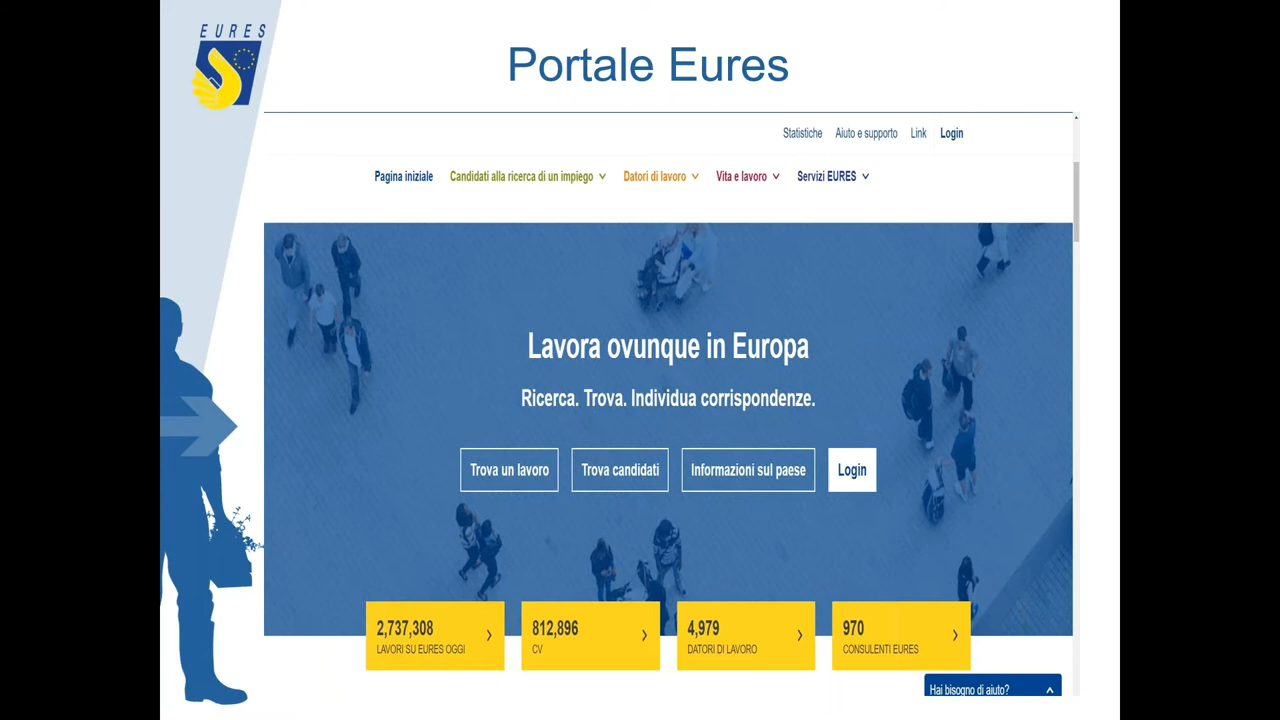 EURES
Portale Eures
Statistiche Aiuto e supporto Link Login
Pagina iniziale Candidati alla ricerca di un impiego Datori di lavoro Vita e lavoro Servizi EURES
Lavora ovunque in Europa
Ricerca. Trova. Individua corrispondenze.
Trova un lavoro Trova candidati Informazioni sul paese Login
2,737,308 812,896 4,979 970
LAVORI SU EURES OGGI CV DATORI DI LAVORO CONSULENTI EURES
Hai bisogno di aiuto?